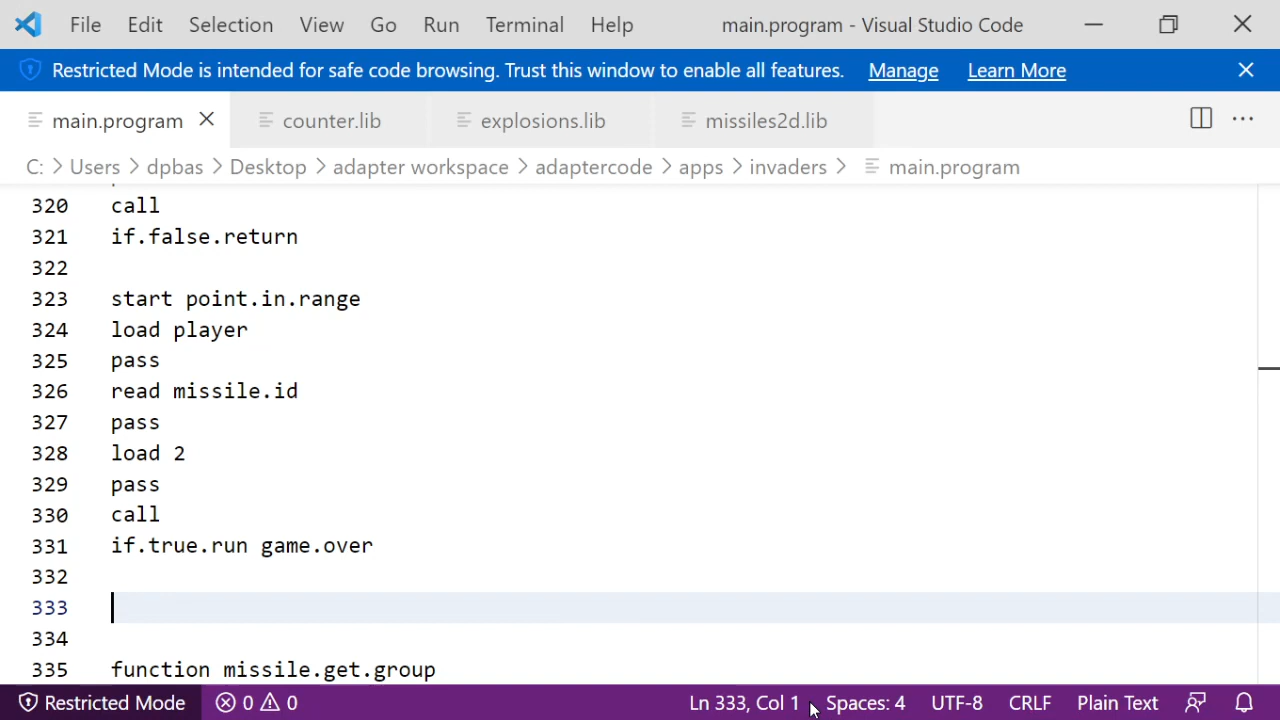 File Edit Selection View Go Run Terminal Help main.program - Visual Studio Code
Restricted Mode is intended for safe code browsing. Trust this window to enable all features. Manage Learn More
main.program counter.lib explosions.lib missiles2d.lib
C: > Users > dpbas > Desktop > adapter workspace > adaptercode > apps > invaders > main.program
320 call
321 if.false.return
322
323 start point.in.range
324 load player
325 pass
326 read missile.id
327 pass
328 load 2
329 pass
330 call
331 if.true.run game.over
332
333
334
335 function missile.get.group
Restricted Mode 0 0 Ln 333, Col 1 Spaces: 4 UTF-8 CRLF Plain Text